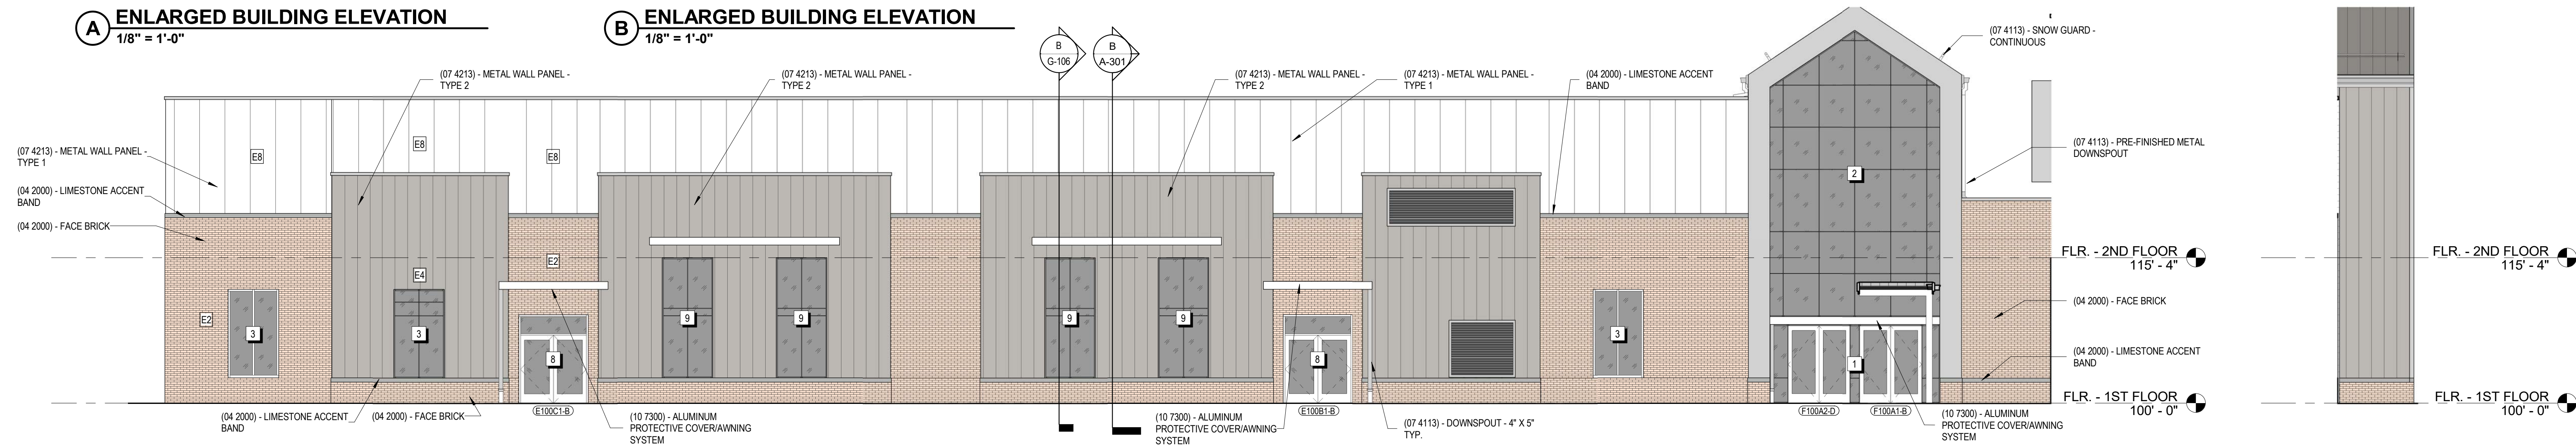 A ENLARGED BUILDING ELEVATION
1/8" = 1'-0"
B ENLARGED BUILDING ELEVATION
1/8" = 1'-0"
B
G-106
B
A-301
(07 4113) - SNOW GUARD -
CONTINUOUS
(07 4213) - METAL WALL PANEL -
TYPE 2
(07 4213) - METAL WALL PANEL -
TYPE 2
(07 4213) - METAL WALL PANEL -
TYPE 2
(07 4213) - METAL WALL PANEL -
TYPE 1
(04 2000) - LIMESTONE ACCENT
BAND
(07 4213) - METAL WALL PANEL -
TYPE 1
E8
E8
E8
2
(07 4113) - PRE-FINISHED METAL
DOWNSPOUT
(04 2000) - LIMESTONE ACCENT
BAND
(04 2000) - FACE BRICK
E4
E2
FLR. - 2ND FLOOR
115' - 4"
FLR. - 2ND FLOOR
115' - 4"
E2
3
3
8
9
9
9
9
8
3
1
(04 2000) - FACE BRICK
(04 2000) - LIMESTONE ACCENT
BAND
FLR. - 1ST FLOOR
100' - 0"
FLR. - 1ST FLOOR
100' - 0"
(04 2000) - LIMESTONE ACCENT
BAND
(04 2000) - FACE BRICK
E100C1-B
(10 7300) - ALUMINUM
PROTECTIVE COVER/AWNING
SYSTEM
(10 7300) - ALUMINUM
PROTECTIVE COVER/AWNING
SYSTEM
E100B1-B
(07 4113) - DOWNSPOUT - 4" X 5"
TYP.
F100A2-D
F100A1-B
(10 7300) - ALUMINUM
PROTECTIVE COVER/AWNING
SYSTEM